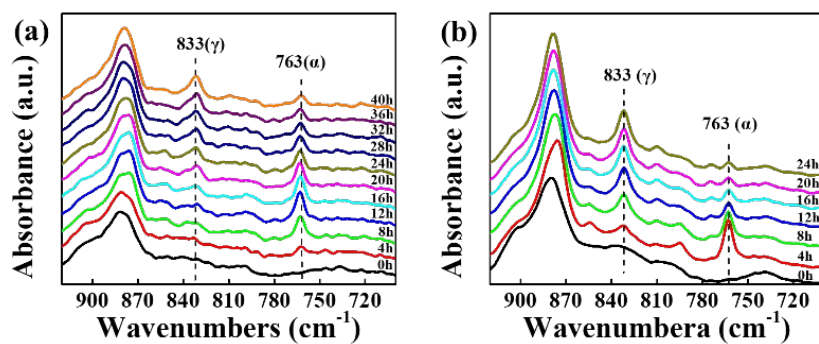 (a)
833(γ)
763(α)
40h
36h
32h
28h
24h
20h
16h
12h
8h
4h
0h
Absorbance (a.u.)
900 870 840 810 780 750 720
Wavenumbers (cm⁻¹)
(b)
833 (γ)
763 (α)
24h
20h
16h
12h
8h
4h
0h
Absorbance (a.u.)
900 870 840 810 780 750 720
Wavenumbera (cm⁻¹)